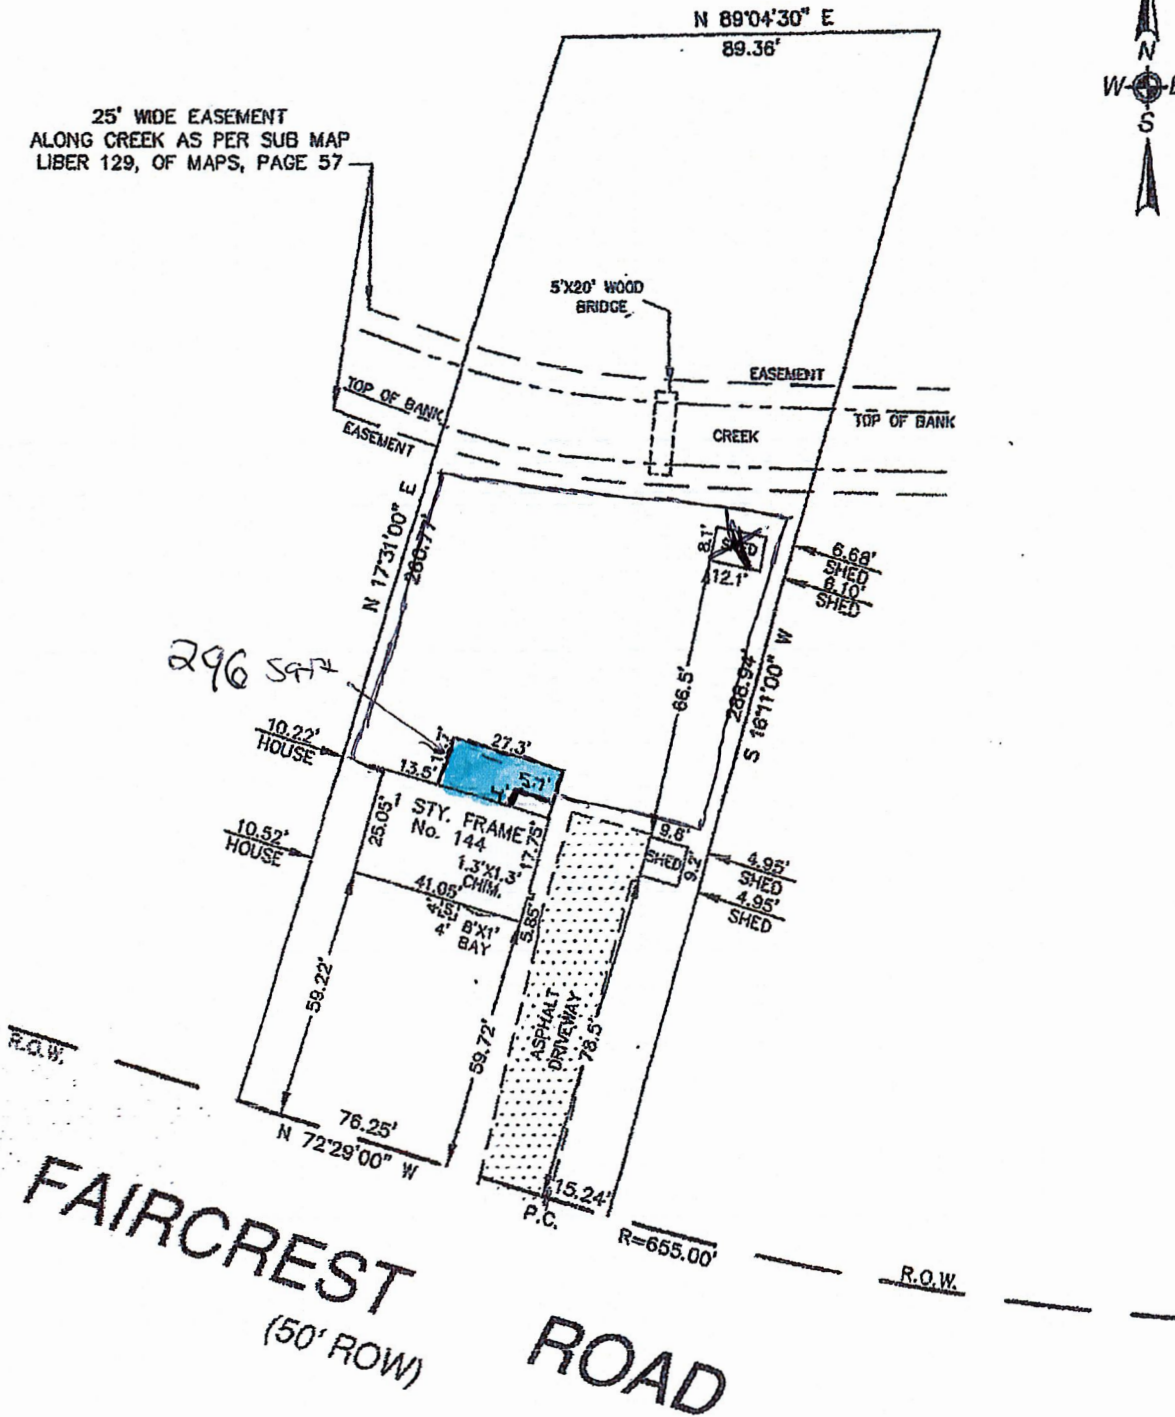 N 89°04'30" E
89.36'
N
W E
S
25' WIDE EASEMENT
ALONG CREEK AS PER SUB MAP
LIBER 129, OF MAPS, PAGE 57
5'X20' WOOD
BRIDGE
EASEMENT
TOP OF BANK
TOP OF BANK
CREEK
EASEMENT
N 17°31'00" E
260.77'
8.1'
SHED
12.1'
6.68'
SHED
6.10'
SHED
296 sqft
66.5'
288.94'
S 16°11'00" W
10.22'
HOUSE
27.3'
13.5'
5.7'
4'
1 STY. FRAME
No. 144
25.05'
17.75'
1.3'X1.3'
CHIM.
9.8'
SHED
9.2'
10.52'
HOUSE
4.95'
SHED
4.95'
SHED
41.05'
4'
8'X1'
BAY
5.85'
59.22'
59.72'
ASPHALT
DRIVEWAY
78.5'
R.O.W.
76.25'
N 72°29'00" W
15.24'
P.C.
R=655.00'
R.O.W.
FAIRCREST ROAD
(50' ROW)